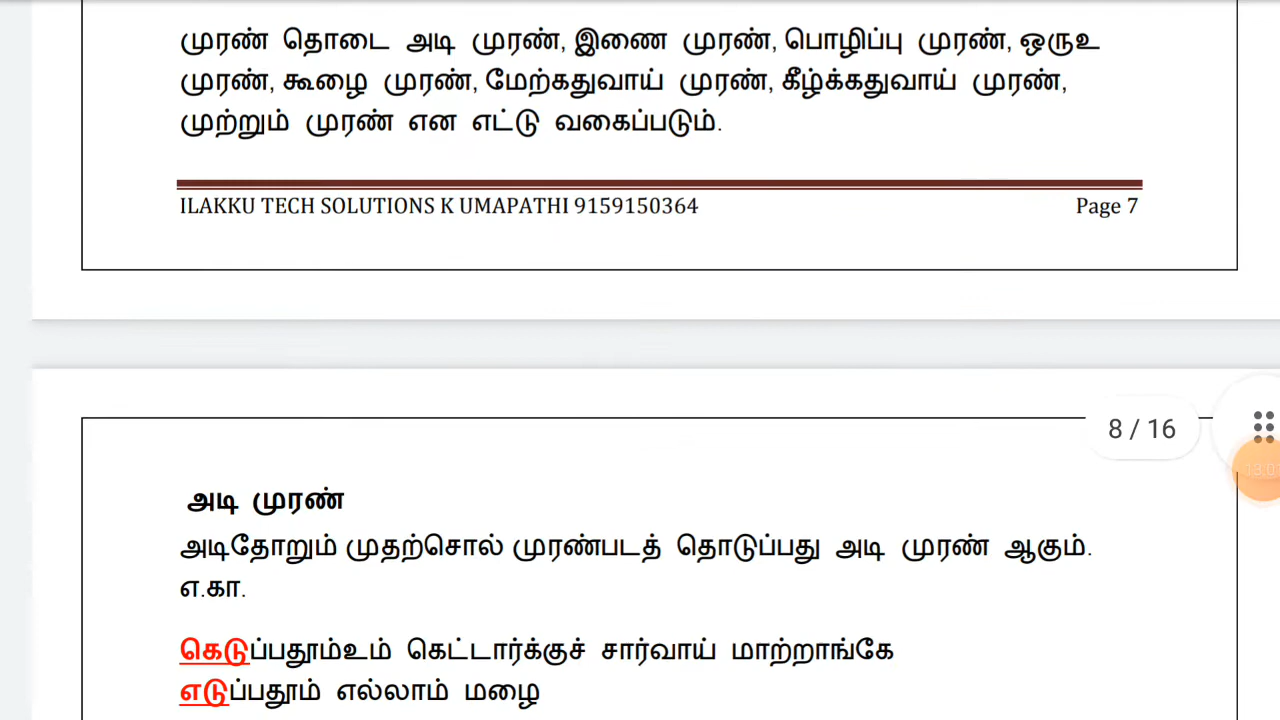 முரண் தொடை அடி முரண், இணை முரண், பொழிப்பு முரண், ஒருஉ
முரண், கூழை முரண், மேற்கதுவாய் முரண், கீழ்க்கதுவாய் முரண்,
முற்றும் முரண் என எட்டு வகைப்படும்.
ILAKKU TECH SOLUTIONS K UMAPATHI 9159150364 Page 7
8 / 16
அடி முரண்
அடிதோறும் முதற்சொல் முரண்படத் தொடுப்பது அடி முரண் ஆகும்.
எ.கா.
கெடுப்பதூம்உம் கெட்டார்க்குச் சார்வாய் மாற்றாங்கே
எடுப்பதூம் எல்லாம் மழை